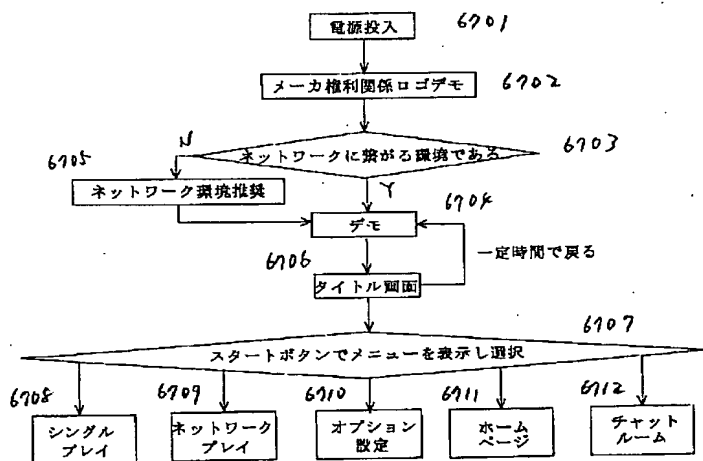 電源投入
6701
メーカ権利関係ロゴデモ
6702
N
ネットワークに繋がる環境である
6703
6705
ネットワーク環境推奨
Y
6704
デモ
6706
一定時間で戻る
タイトル画面
6707
スタートボタンでメニューを表示し選択
6708
6709
6710
6711
6712
シングル
プレイ
ネットワーク
プレイ
オプション
設定
ホーム
ページ
チャット
ルーム